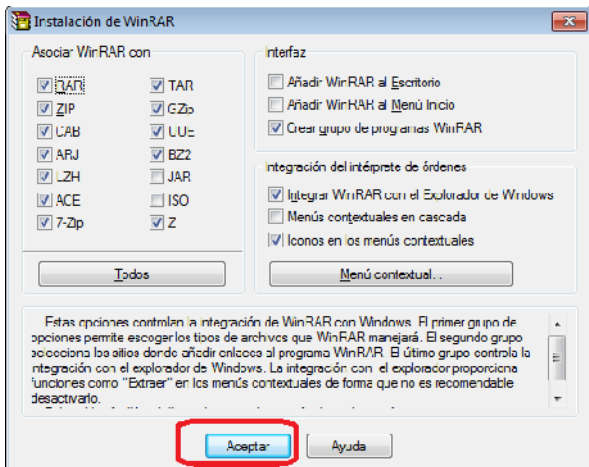 Instalación de WinRAR
Asociar WinRAR con
RAR
TAR
ZIP
GZip
CAB
UUE
ARJ
BZ2
LZH
JAR
ACE
ISO
7-Zip
Z
Todos
Interfaz
Añadir WinRAR al Escritorio
Añadir WinRAR al Menú Inicio
Crear grupo de programas WinRAR
Integración del intérprete de órdenes
Integrar WinRAR con el Explorador de Windows
Menús contextuales en cascada
Iconos en los menús contextuales
Menú contextual...
Estas opciones controlan la integración de WinRAR con Windows. El primer grupo de
opciones permite escoger los tipos de archivos que WinRAR manejará. El segundo grupo
selecciona los sitios donde añadir enlaces al programa WinRAR. El útimo grupo controla la
integración con el explorador de Windows. La integración con el explorador proporciona
funciones como "Extraer" en los menús contextuales de forma que no es recomendable
desactivarlo.
Aceptar
Ayuda